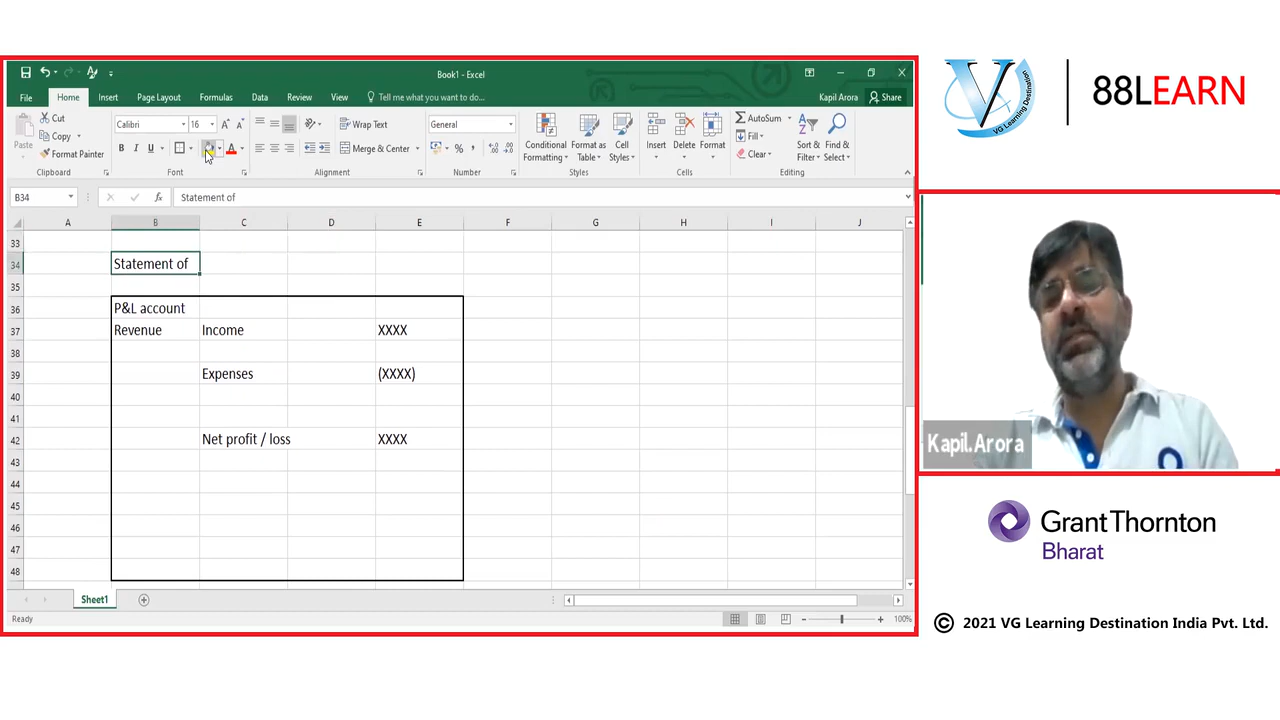 Book1 - Excel
File Home Insert Page Layout Formulas Data Review View Tell me what you want to do... Kapil Arora Share
Paste Cut Copy Format Painter Clipboard
Calibri 16 B I U Font
Wrap Text Merge & Center Alignment
General % , Number
Conditional Formatting Format as Table Cell Styles Styles
Insert Delete Format Cells
AutoSum Fill Clear Sort & Filter Find & Select Editing
B34 fx Statement of
A B C D E F G H I J
33
34 Statement of
35
36 P&L account
37 Revenue Income XXXX
38
39 Expenses (XXXX)
40
41
42 Net profit / loss XXXX
43
44
45
46
47
48
Sheet1
Ready 100%
V
VG Learning Destination
88LEARN
Kapil.Arora
Grant Thornton
Bharat
© 2021 VG Learning Destination India Pvt. Ltd.